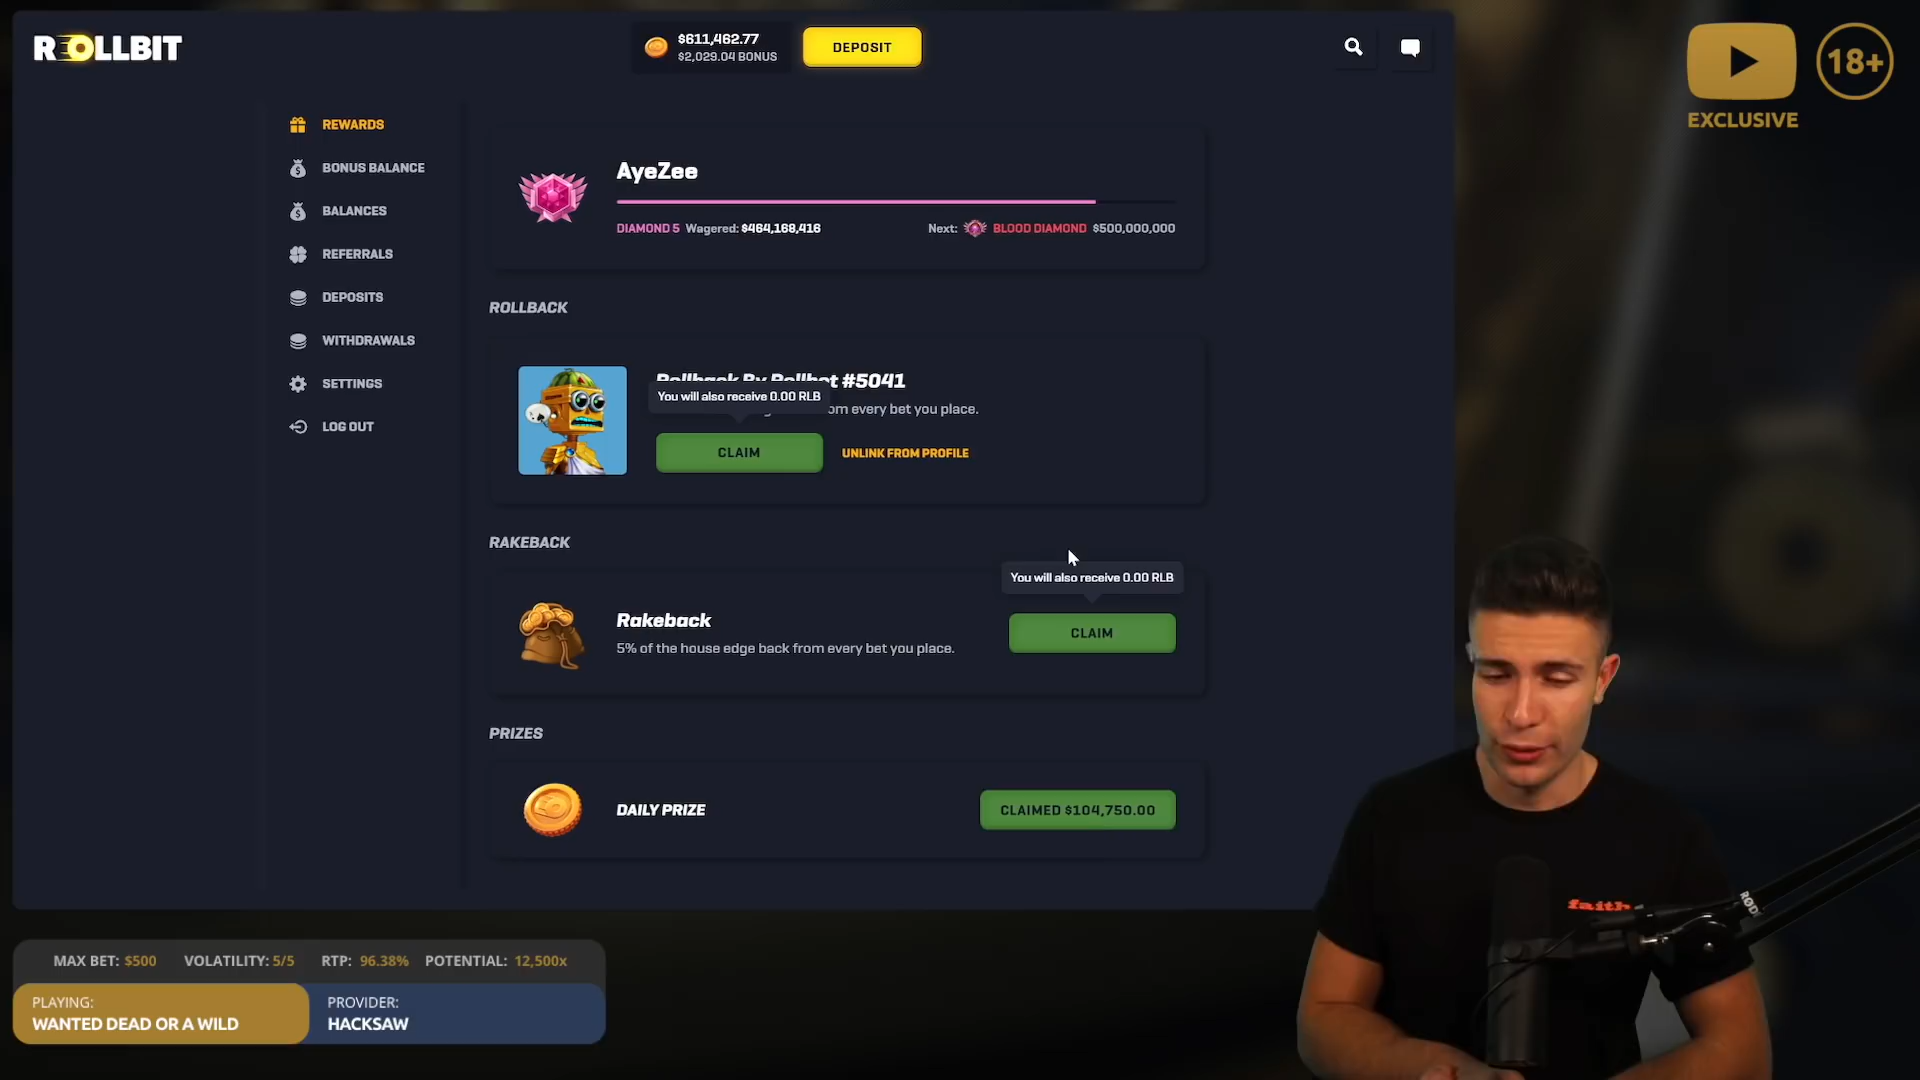 ROLLBIT
$611,462.77
$2,029.04 BONUS
DEPOSIT
EXCLUSIVE
18+
REWARDS
BONUS BALANCE
BALANCES
REFERRALS
DEPOSITS
WITHDRAWALS
SETTINGS
LOG OUT
AyeZee
DIAMOND 5 Wagered: $464,168,416
Next: BLOOD DIAMOND $500,000,000
ROLLBACK
Rollback By Rollbot #5041
You will also receive 0.00 RLB
om every bet you place.
CLAIM
UNLINK FROM PROFILE
RAKEBACK
You will also receive 0.00 RLB
Rakeback
5% of the house edge back from every bet you place.
CLAIM
PRIZES
DAILY PRIZE
CLAIMED $104,750.00
MAX BET: $500 VOLATILITY: 5/5 RTP: 96.38% POTENTIAL: 12,500x
PLAYING:
WANTED DEAD OR A WILD
PROVIDER:
HACKSAW
faith
RØDE